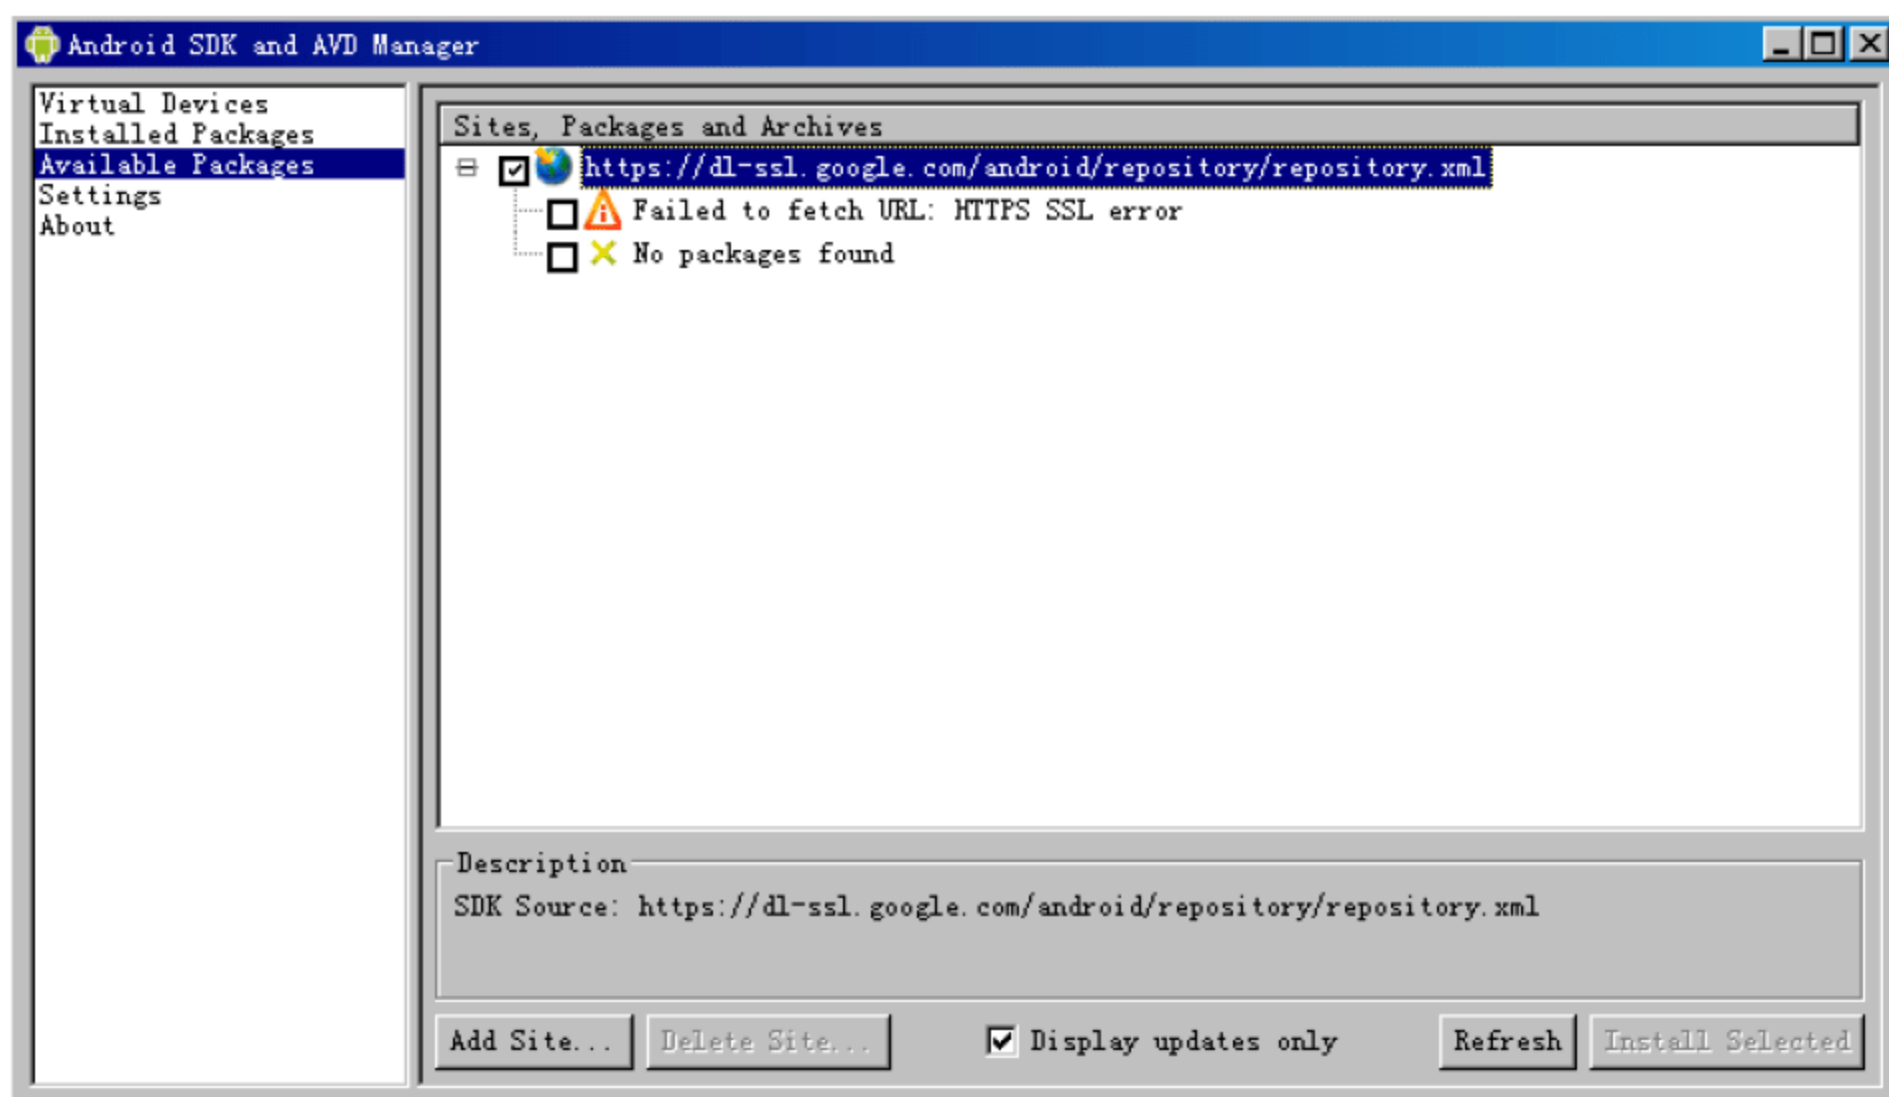 Android SDK and AVD Manager
Virtual Devices
Installed Packages
Available Packages
Settings
About
Sites, Packages and Archives
https://dl-ssl.google.com/android/repository/repository.xml
Failed to fetch URL: HTTPS SSL error
No packages found
Description
SDK Source: https://dl-ssl.google.com/android/repository/repository.xml
Add Site...
Delete Site...
Display updates only
Refresh
Install Selected